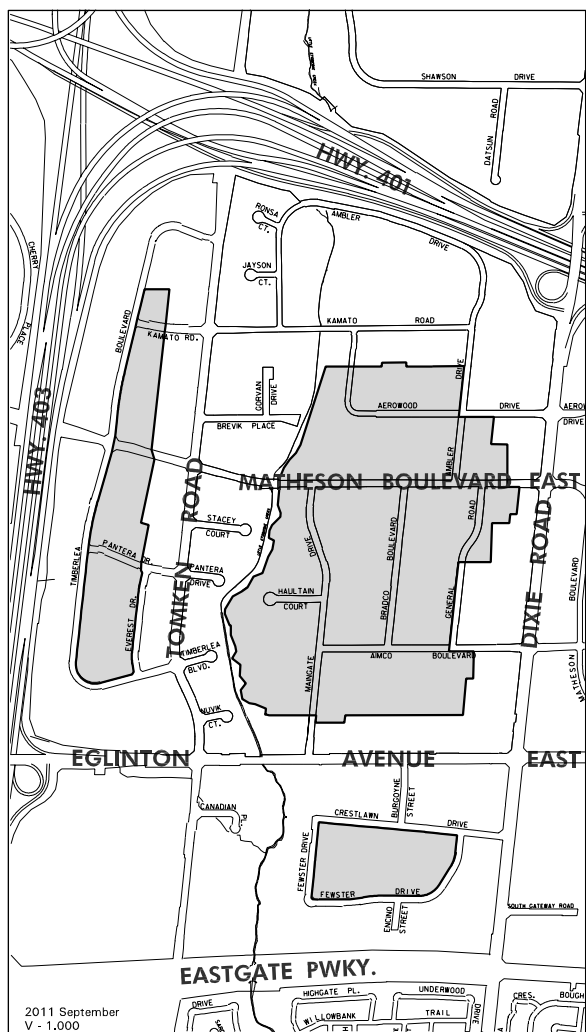 SHAWSON DRIVE
DATSUN ROAD
HWY. 401
RONSA CT.
AMBLER DRIVE
JAYSON CT.
CHERRY PLACE
KAMATO ROAD
BOULEVARD
KAMATO RD.
GORVAN DRIVE
DRIVE
AEROWOOD DRIVE
AEROW
DRIVE
BREVIK PLACE
HWY. 403
AMBLER
MATHESON BOULEVARD EAST
TOMKEN ROAD
STACEY COURT
DRIVE
BOULEVARD
ROAD
DIXIE ROAD
PANTERA DR.
PANTERA DRIVE
TIMBERLEA
HAULTAIN COURT
BRADCO
GENERAL
BOULEVARD
EVEREST DR.
TIMBERLEA BLVD.
MAINGATE
AIMCO BOULEVARD
MATHESON
NUVIK CT.
EGLINTON AVENUE EAST
CANADIAN PL.
BURGOYNE STREET
CRESTLAWN DRIVE
FEWSTER DRIVE
FEWSTER DRIVE
ENCINO STREET
SOUTH GATEWAY ROAD
EASTGATE PWKY.
DRIVE
HIGHGATE PL.
UNDERWOOD
DRIVE
CRES.
BOUGH
WILLOWBANK
TRAIL
2011 September
V - 1.000